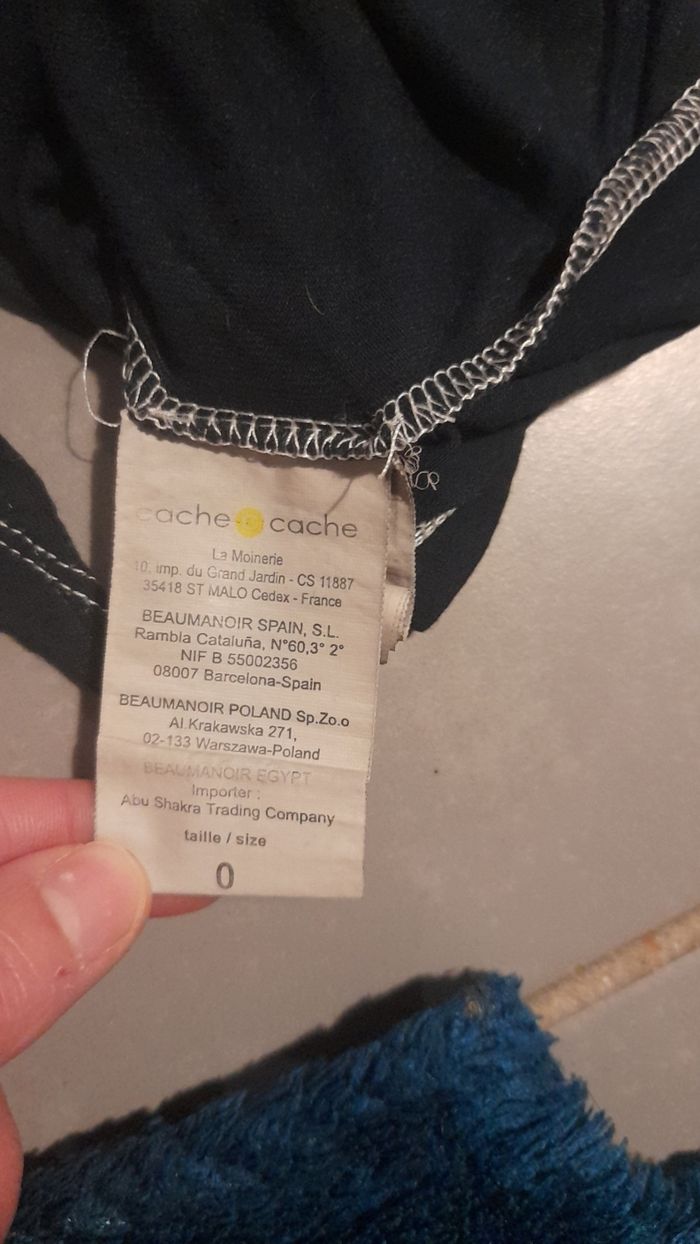 cache cache
La Moinerie
10, imp. du Grand Jardin - CS 11887
35418 ST MALO Cedex - France
BEAUMANOIR SPAIN, S.L.
Rambla Cataluña, N°60,3° 2°
NIF B 55002356
08007 Barcelona-Spain
BEAUMANOIR POLAND Sp.Zo.o
Al.Krakawska 271,
02-133 Warszawa-Poland
BEAUMANOIR EGYPT
Importer :
Abu Shakra Trading Company
taille / size
0